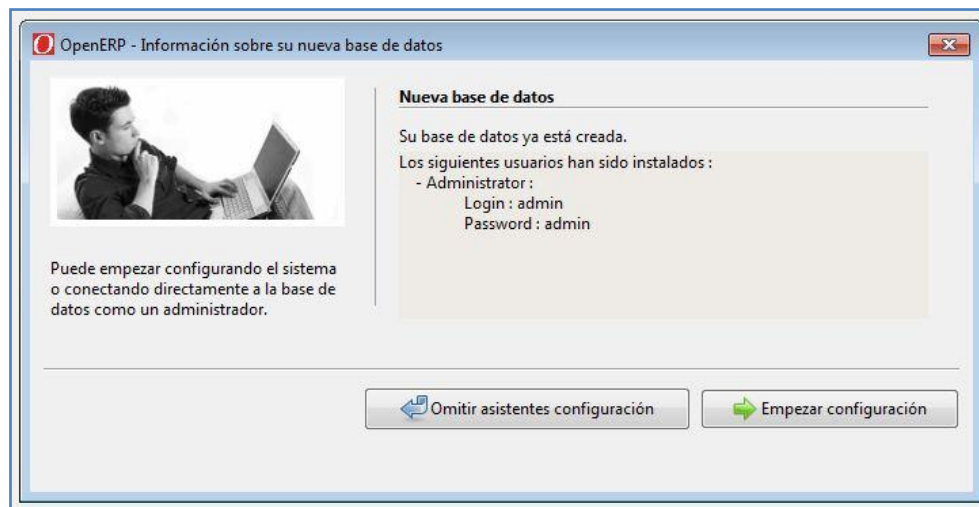 OpenERP - Información sobre su nueva base de datos
Nueva base de datos
Su base de datos ya está creada.
Los siguientes usuarios han sido instalados :
- Administrator :
Login : admin
Password : admin
Puede empezar configurando el sistema
o conectando directamente a la base de
datos como un administrador.
Omitir asistentes configuración
Empezar configuración